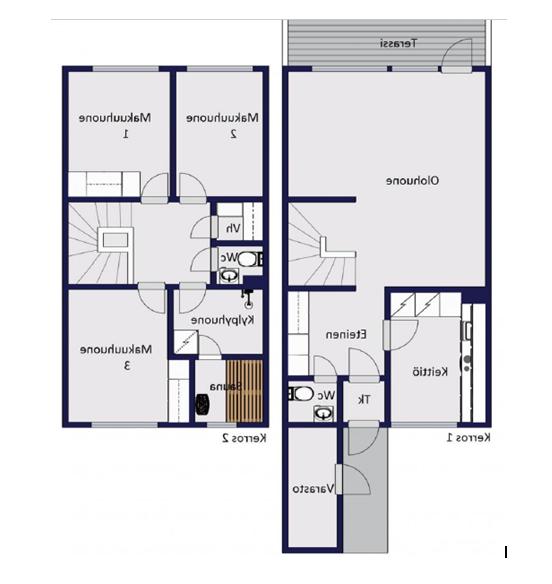 Terassi
Makuuhuone
1
Makuuhuone
2
Olohuone
Vh
Wc
Kylpyhuone
Eteinen
Makuuhuone
3
Keittiö
Sauna
Wc
Tk
Kerros 2
Kerros 1
Varasto